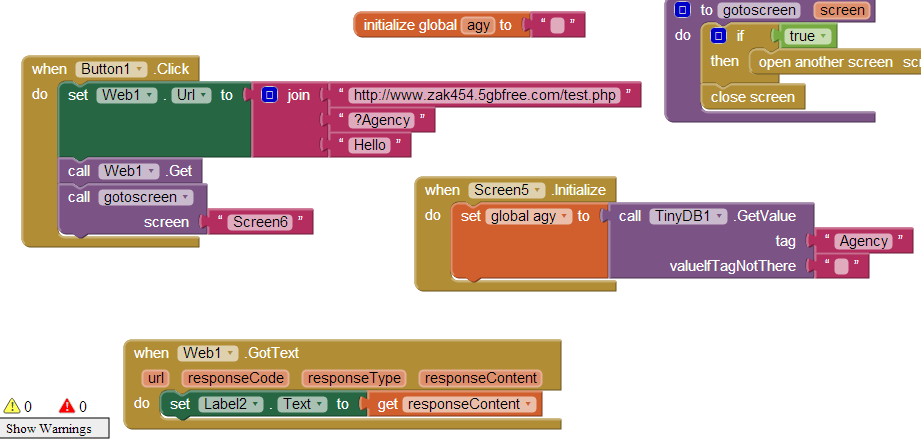 initialize global agy to " "
to gotoscreen screen
do if true
then open another screen scr
close screen
when Button1 .Click
do set Web1 . Url to join " http://www.zak454.5gbfree.com/test.php "
" ?Agency "
" Hello "
call Web1 .Get
call gotoscreen
screen " Screen6 "
when Screen5 .Initialize
do set global agy to call TinyDB1 .GetValue
tag " Agency "
valueIfTagNotThere " "
when Web1 .GotText
url responseCode responseType responseContent
do set Label2 . Text to get responseContent
0 0
Show Warnings